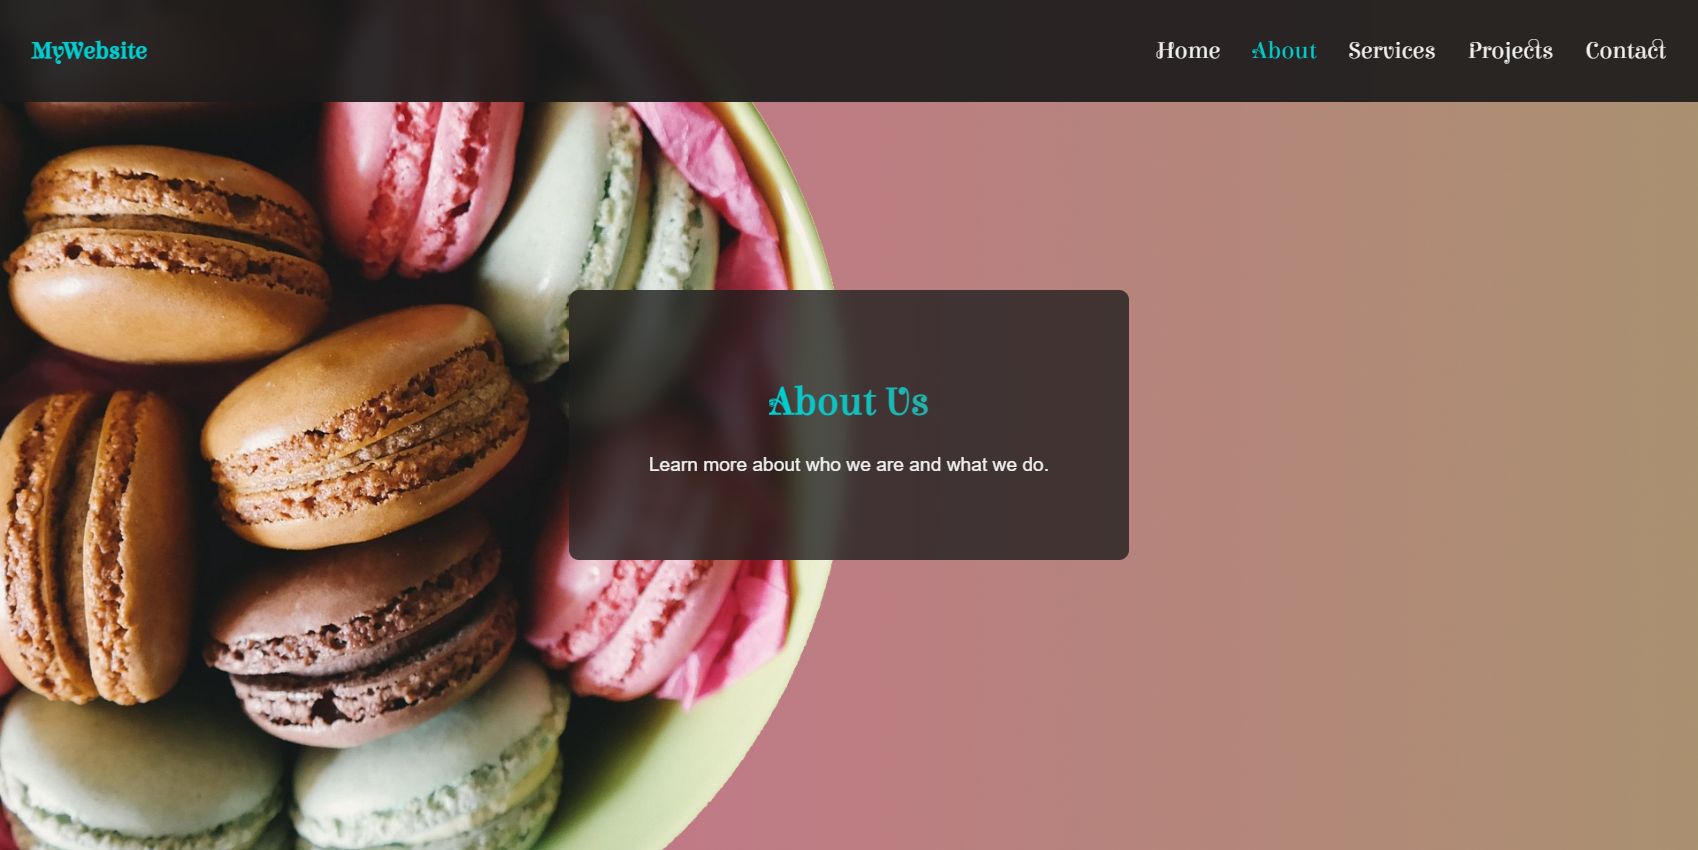 MyWebsite
Home About Services Projects Contact
About Us
Learn more about who we are and what we do.